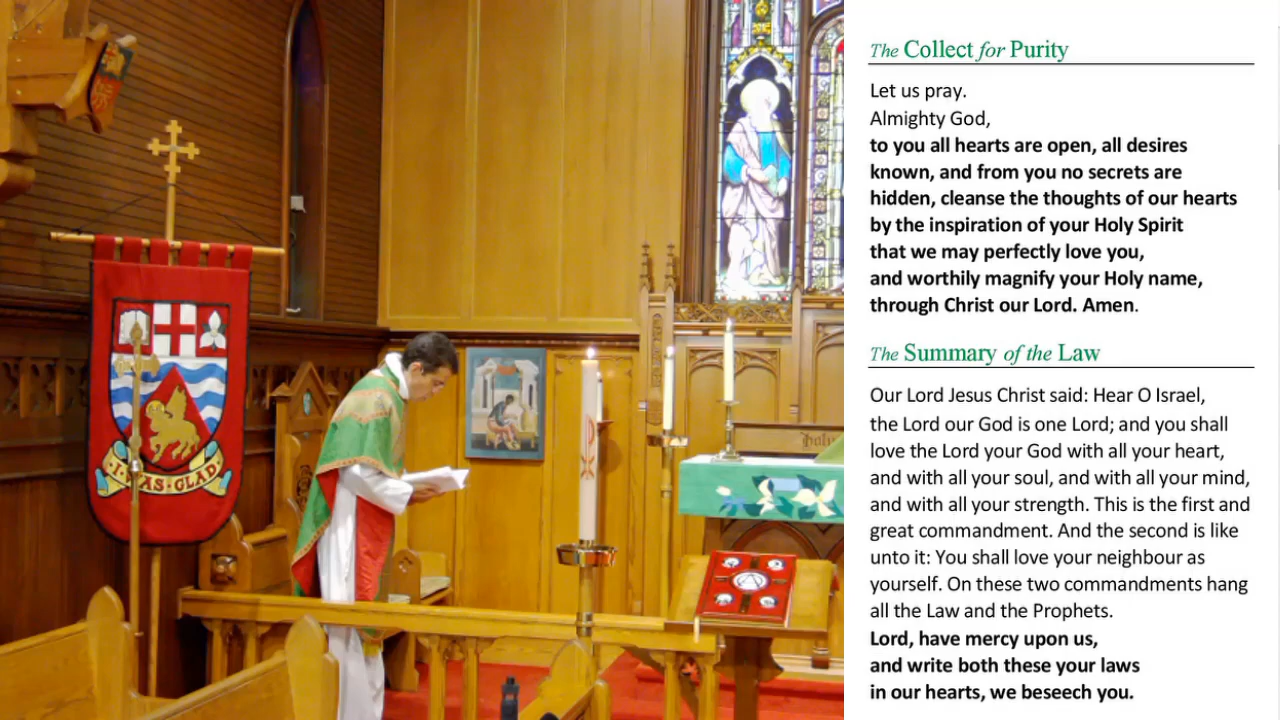 I·WAS·GLAD
holy
The Collect for Purity
Let us pray.
Almighty God,
to you all hearts are open, all desires
known, and from you no secrets are
hidden, cleanse the thoughts of our hearts
by the inspiration of your Holy Spirit
that we may perfectly love you,
and worthily magnify your Holy name,
through Christ our Lord. Amen.
The Summary of the Law
Our Lord Jesus Christ said: Hear O Israel,
the Lord our God is one Lord; and you shall
love the Lord your God with all your heart,
and with all your soul, and with all your mind,
and with all your strength. This is the first and
great commandment. And the second is like
unto it: You shall love your neighbour as
yourself. On these two commandments hang
all the Law and the Prophets.
Lord, have mercy upon us,
and write both these your laws
in our hearts, we beseech you.